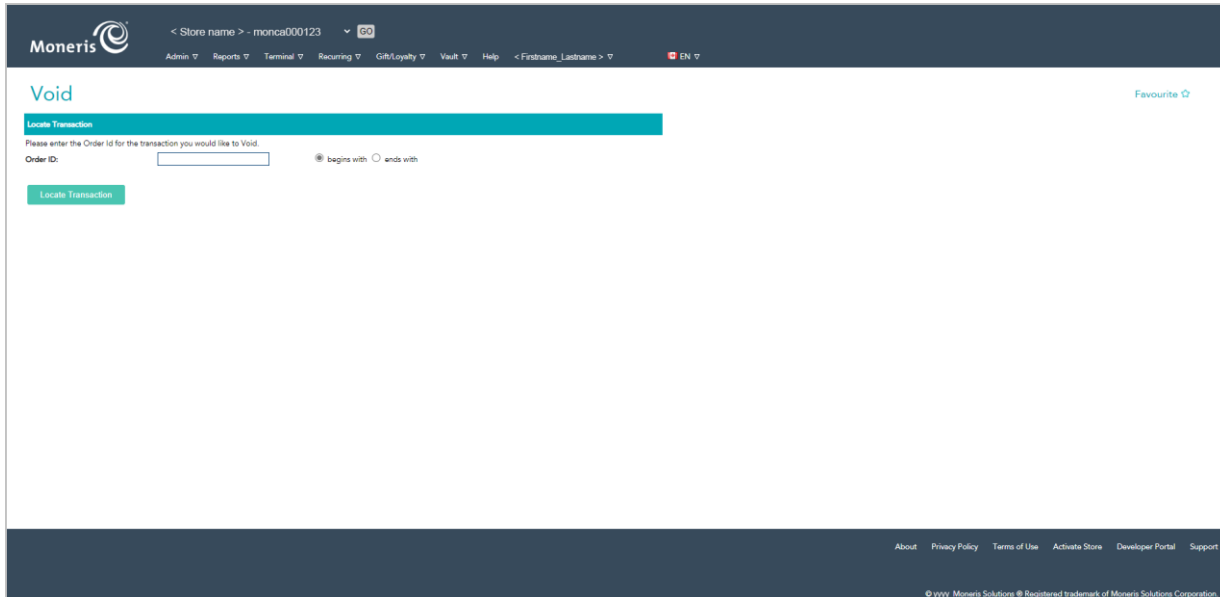 Moneris
< Store name > - monca000123 GO
Admin Reports Terminal Recurring Gift/Loyalty Vault Help < Firstname_Lastname > EN
Void
Favourite
Locate Transaction
Please enter the Order Id for the transaction you would like to Void.
Order ID: begins with ends with
Locate Transaction
About Privacy Policy Terms of Use Activate Store Developer Portal Support
© yyyy Moneris Solutions ® Registered trademark of Moneris Solutions Corporation.